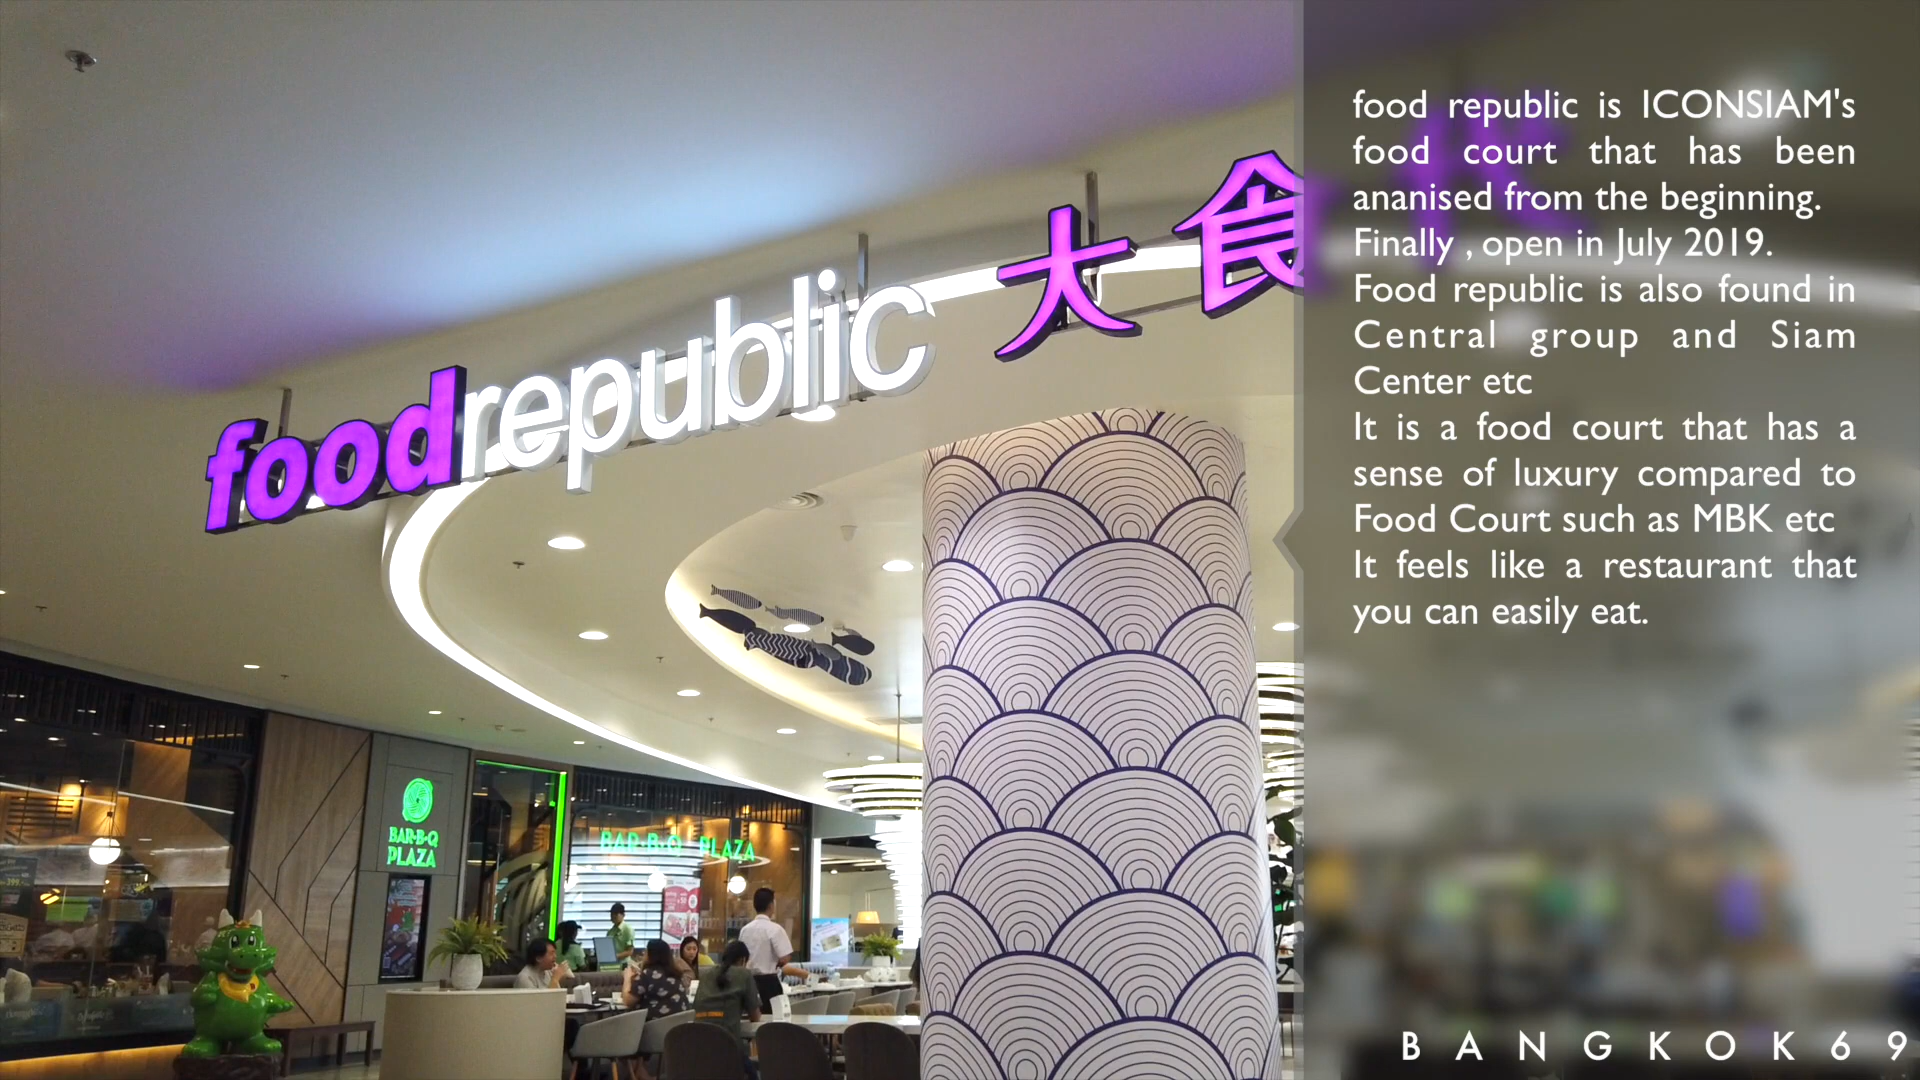 foodrepublic 大食
food republic is ICONSIAM's
food court that has been
ananised from the beginning.
Finally , open in July 2019.
Food republic is also found in
Central group and Siam
Center etc
It is a food court that has a
sense of luxury compared to
Food Court such as MBK etc
It feels like a restaurant that
you can easily eat.
BAR·B·Q
PLAZA
BAR·B·Q PLAZA
BANGKOK69